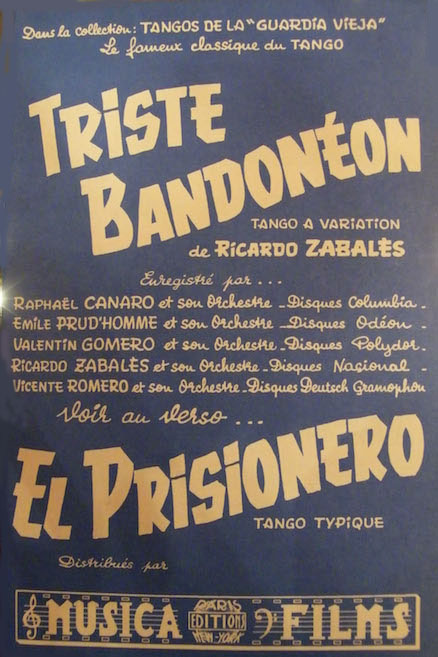 Dans la collection: TANGOS DE LA "GUARDIA VIEJA"
Le fameux classique du TANGO
TRISTE
BANDONÉON
TANGO A VARIATION
de RICARDO ZABALÈS
Enregistré par...
RAPHAËL CANARO et son Orchestre - Disques Columbia -
EMILE PRUD'HOMME et son Orchestre - Disques Odéon -
VALENTIN GOMERO et son Orchestre - Disques Polydor -
RICARDO ZABALÈS et son Orchestre - Disques Nacional -
VICENTE ROMERO et son Orchestre - Disques Deutsch Gramophon
Voir au verso...
EL PRISIONERO
TANGO TYPIQUE
Distribués par
MUSICA PARIS EDITIONS NEW-YORK FILMS